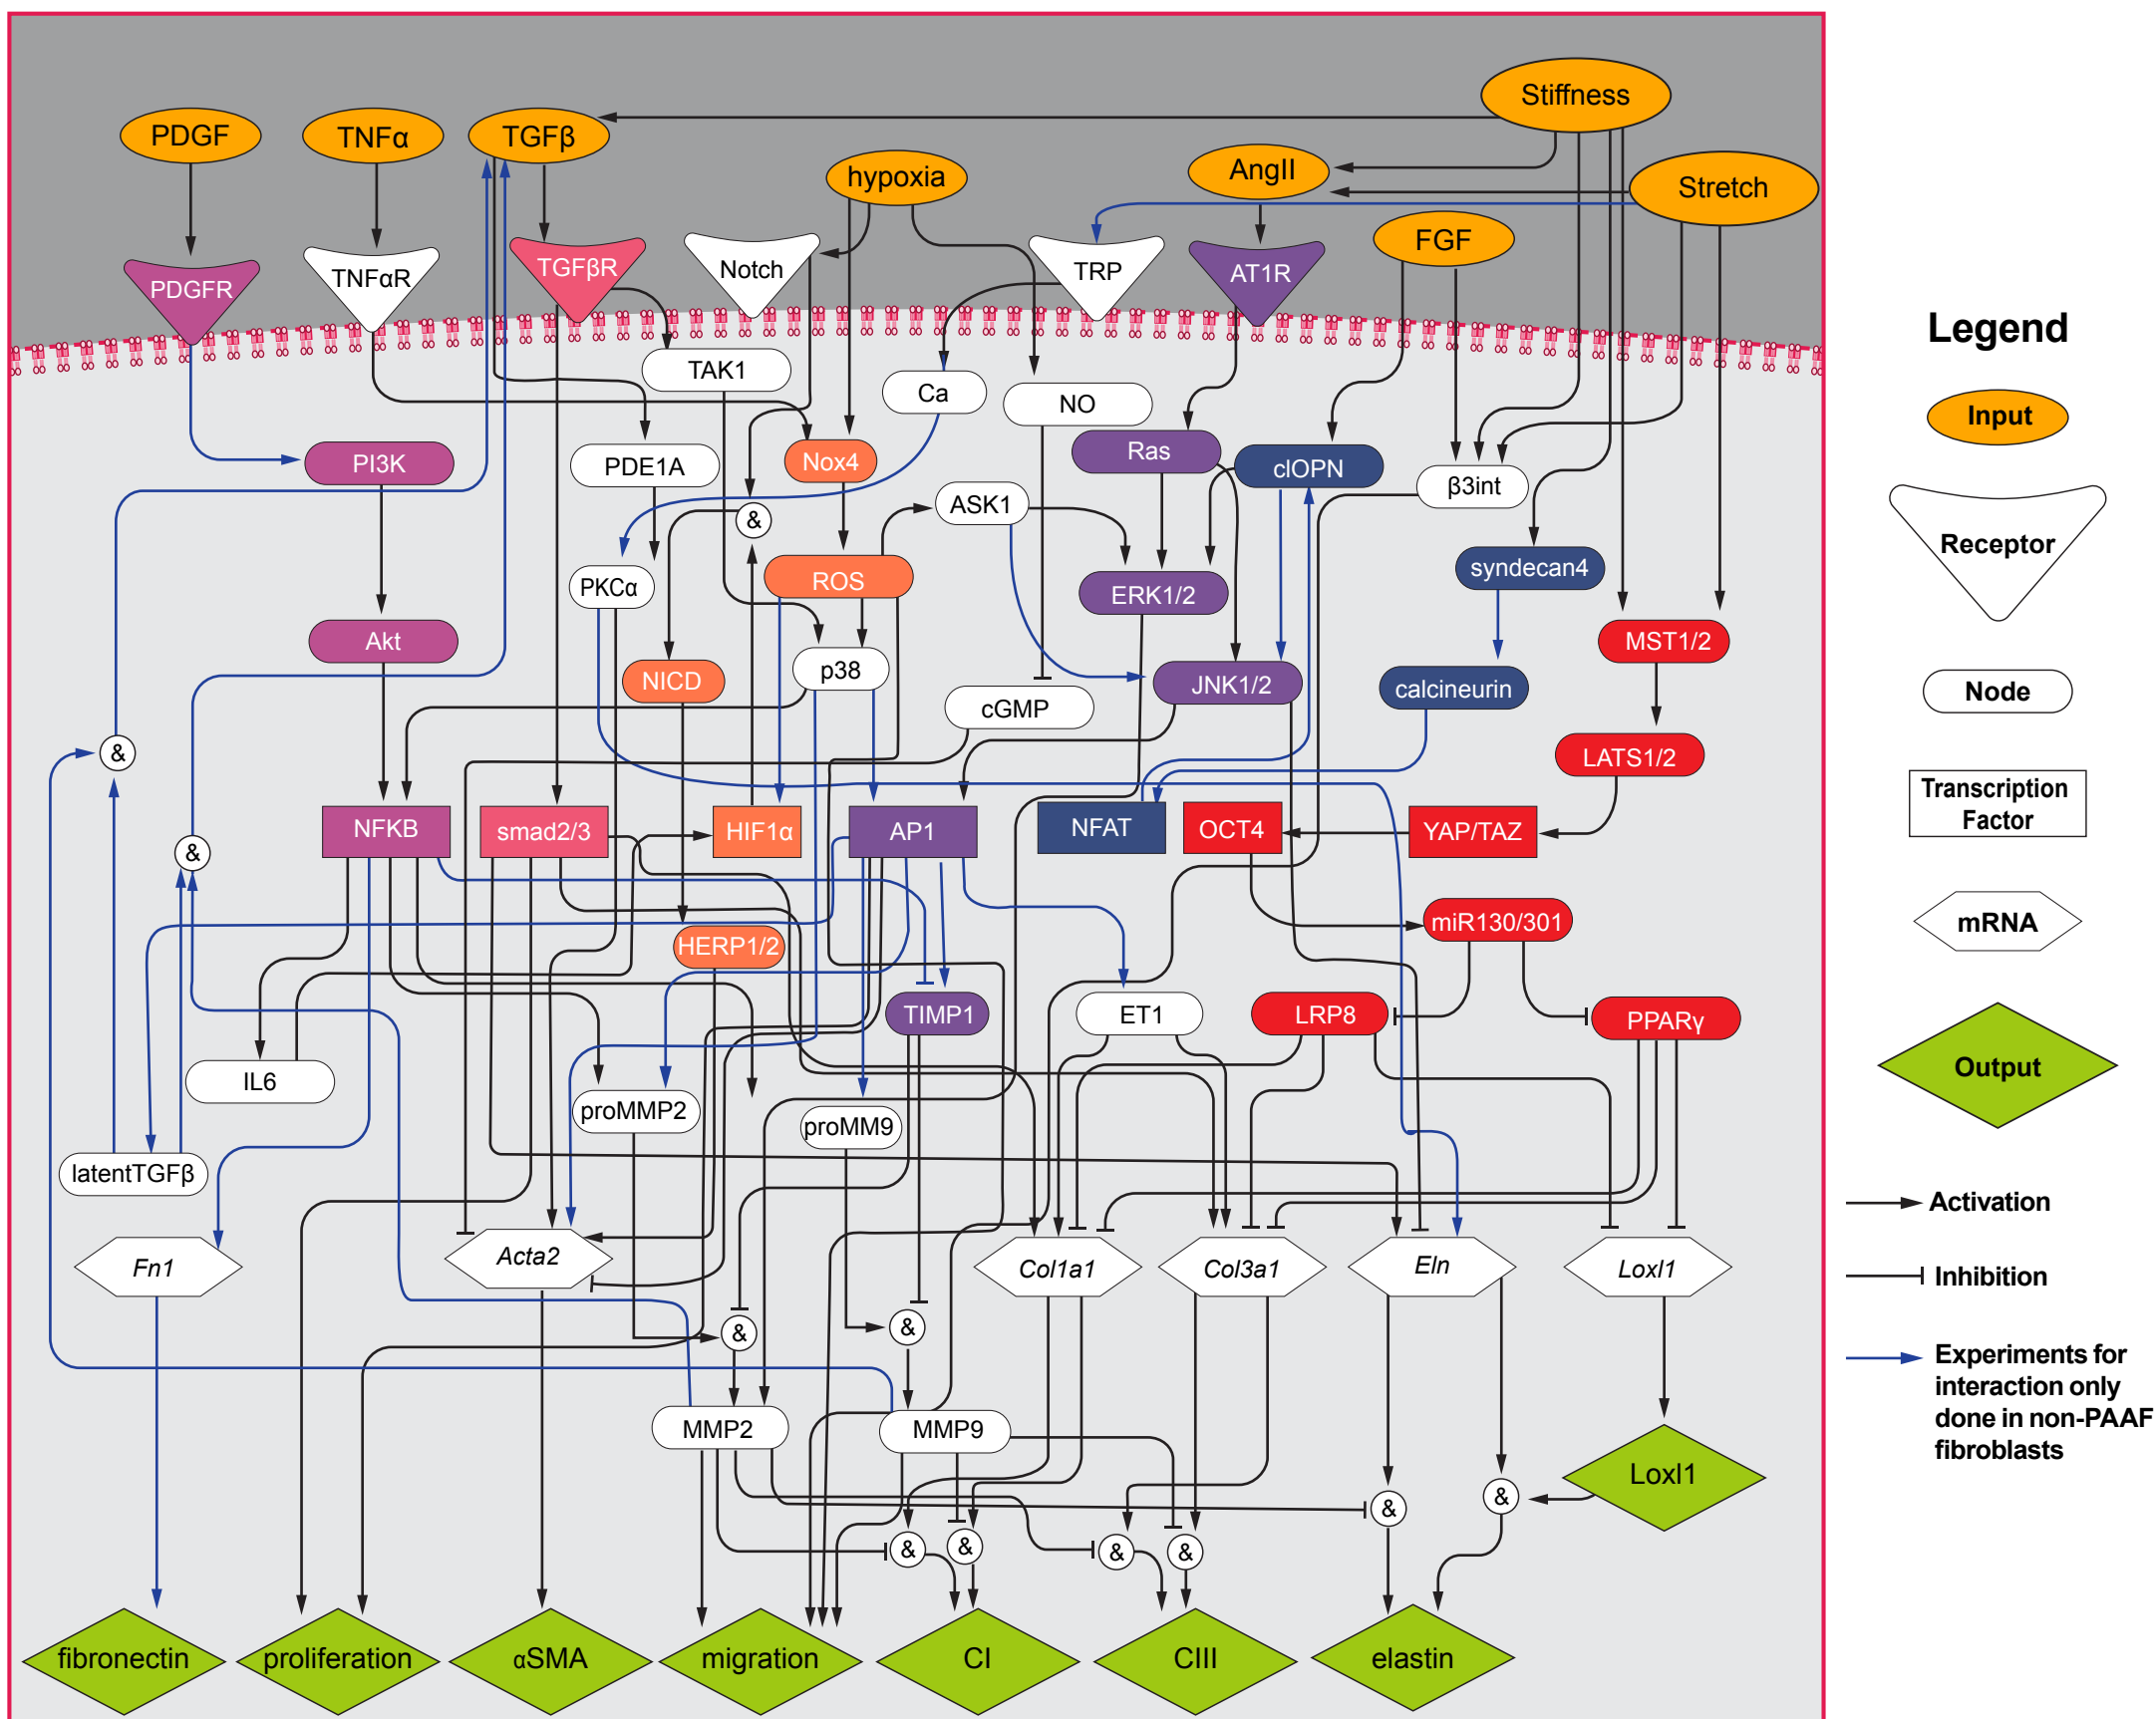 Stiffness
PDGF
TNFα
TGFβ
hypoxia
AngII
Stretch
FGF
PDGFR
TNFαR
TGFβR
Notch
TRP
AT1R
Legend
TAK1
Ca
NO
Input
PI3K
PDE1A
Nox4
Ras
clOPN
β3int
ASK1
&
Receptor
PKCα
ROS
ERK1/2
syndecan4
Akt
MST1/2
NICD
p38
JNK1/2
calcineurin
Node
cGMP
&
LATS1/2
Transcription
Factor
NFKB
smad2/3
HIF1α
AP1
NFAT
OCT4
YAP/TAZ
&
miR130/301
mRNA
HERP1/2
TIMP1
ET1
LRP8
PPARγ
IL6
Output
proMMP2
proMM9
latentTGFβ
Activation
Fn1
Acta2
Col1a1
Col3a1
Eln
Loxl1
Inhibition
&
&
Experiments for
interaction only
done in non-PAAF
fibroblasts
MMP2
MMP9
Loxl1
&
&
&
&
&
&
fibronectin
proliferation
αSMA
migration
CI
CIII
elastin